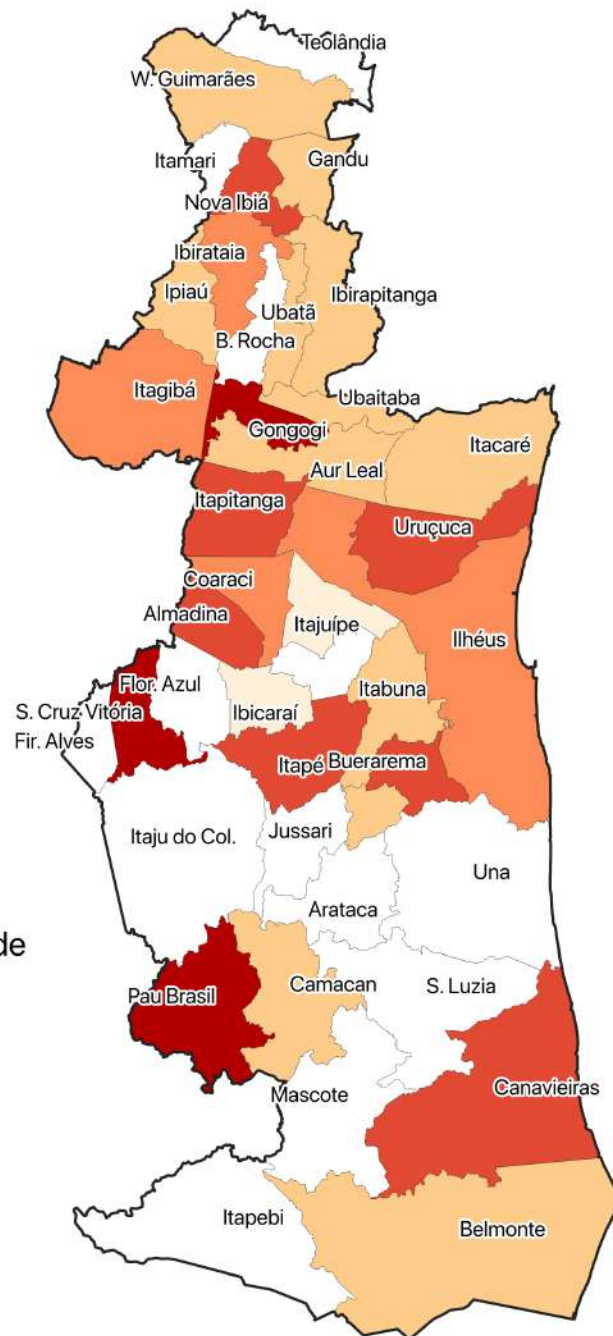 Teolândia
W. Guimarães
Itamari
Gandu
Nova Ibiá
Ibirataia
Ipiaú
Ibirapitanga
Ubatã
B. Rocha
Itagibá
Ubaitaba
Gongogi
Itacaré
Aur Leal
Itapitanga
Uruçuca
Coaraci
Almadina
Itajuípe
Ilhéus
Flor. Azul
Itabuna
S. Cruz Vitória
Ibicaraí
Fir. Alves
Itapé
Buerarema
Itaju do Col.
Jussari
Una
Arataca
de
Pau Brasil
Camacan
S. Luzia
Canavieiras
Mascote
Itapebi
Belmonte